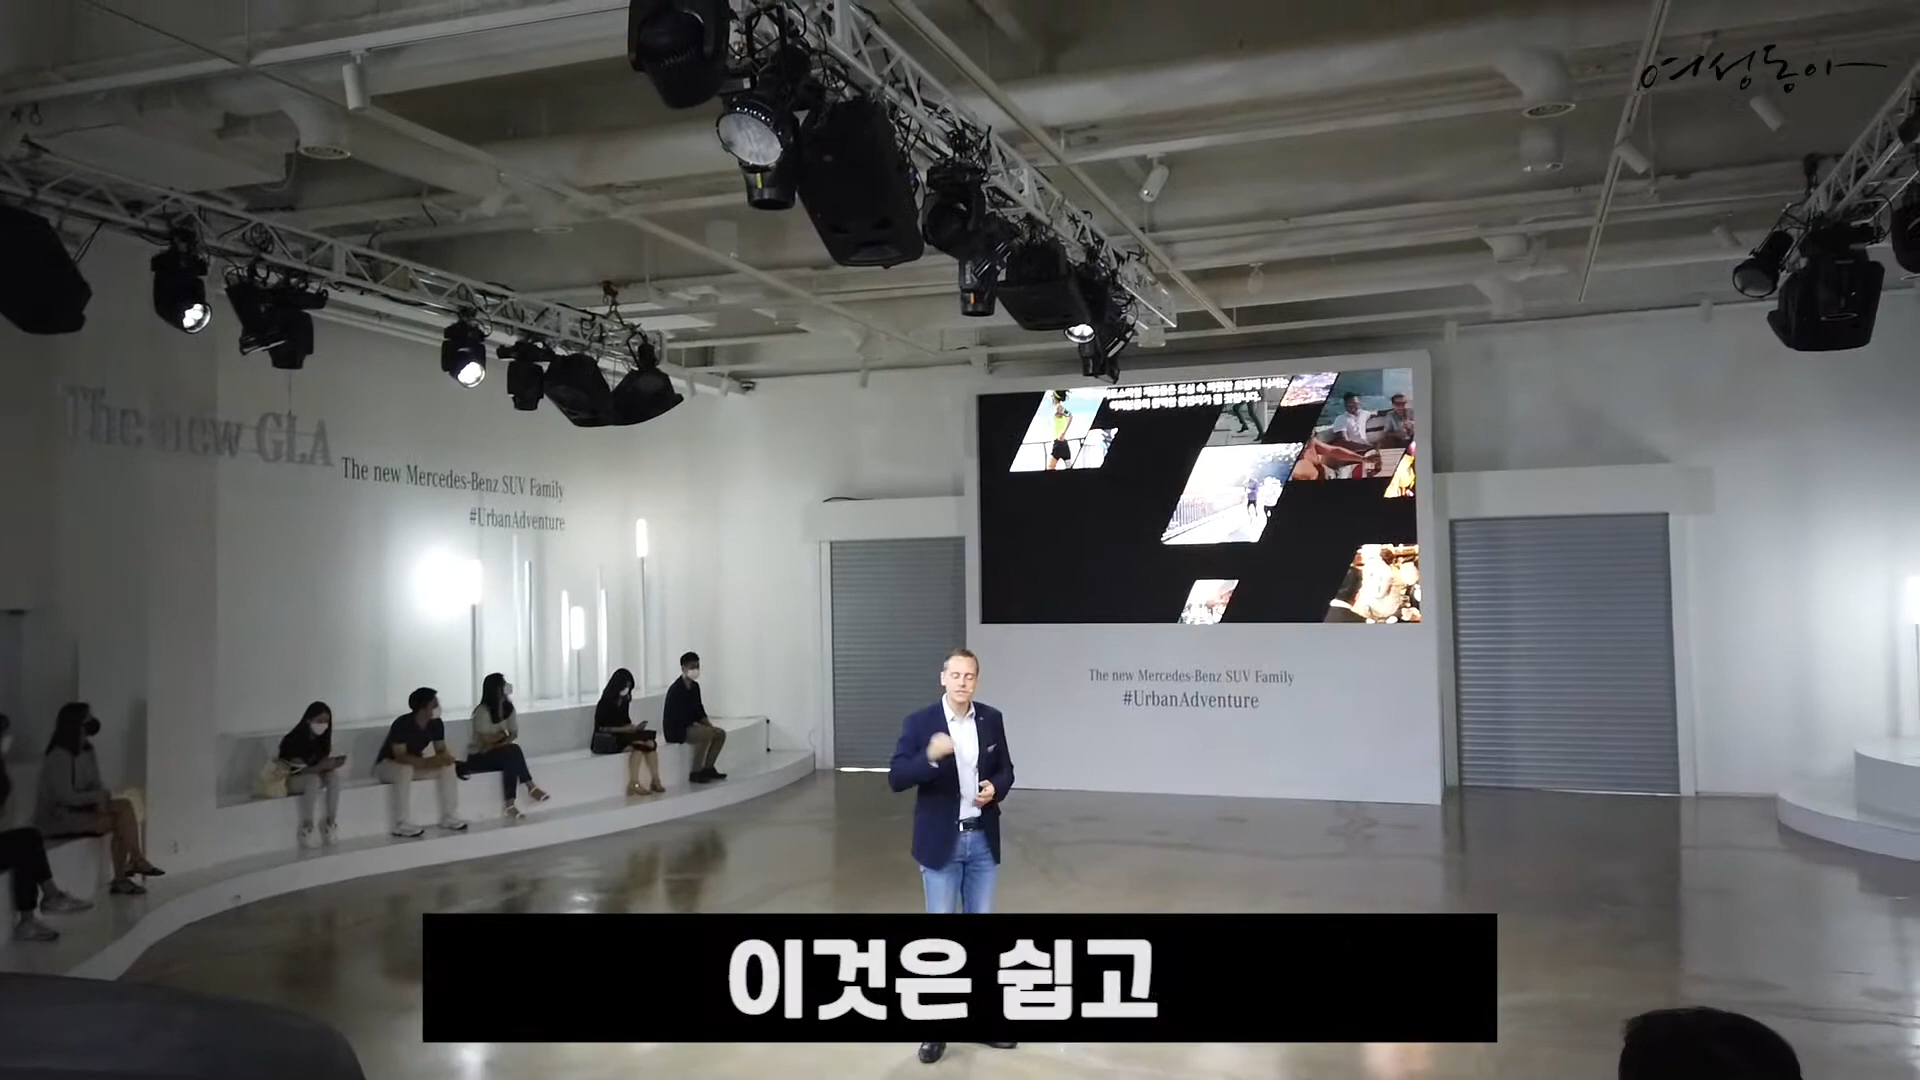 여성동아
The new GLA
The new Mercedes-Benz SUV Family
#UrbanAdventure
The new Mercedes-Benz SUV Family
#UrbanAdventure
이것은 쉽고